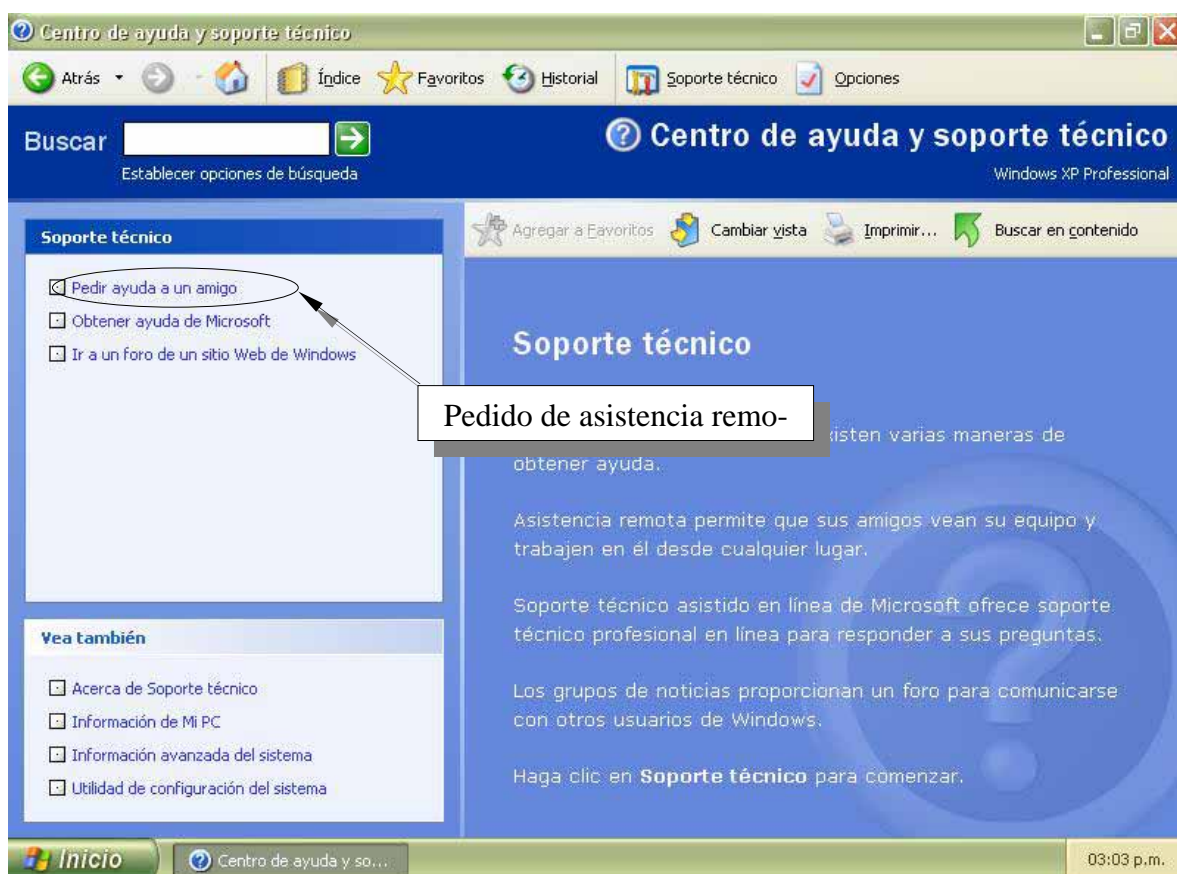 Centro de ayuda y soporte técnico
Atrás Índice Favoritos Historial Soporte técnico Opciones
Buscar
Establecer opciones de búsqueda
Centro de ayuda y soporte técnico
Windows XP Professional
Soporte técnico
Pedir ayuda a un amigo
Obtener ayuda de Microsoft
Ir a un foro de un sitio Web de Windows
Vea también
Acerca de Soporte técnico
Información de Mi PC
Información avanzada del sistema
Utilidad de configuración del sistema
Agregar a Favoritos Cambiar vista Imprimir... Buscar en contenido
Soporte técnico
Pedido de asistencia remo-
varias maneras de
obtener ayuda.
Asistencia remota permite que sus amigos vean su equipo y
trabajen en él desde cualquier lugar.
Soporte técnico asistido en línea de Microsoft ofrece soporte
técnico profesional en línea para responder a sus preguntas.
Los grupos de noticias proporcionan un foro para comunicarse
con otros usuarios de Windows.
Haga clic en Soporte técnico para comenzar.
Inicio Centro de ayuda y so... 03:03 p.m.